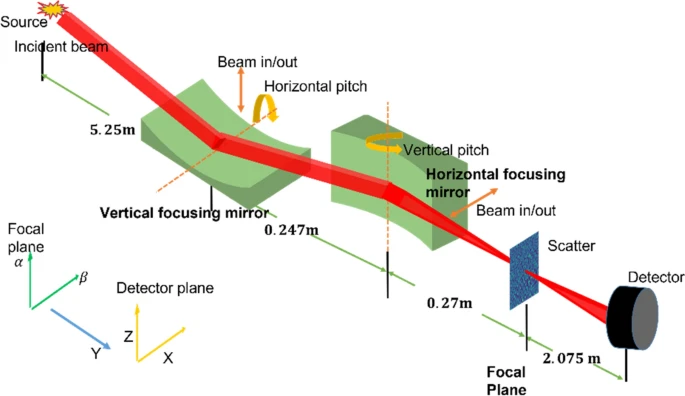 Source
Incident beam
Beam in/out
Horizontal pitch
5.25m
Vertical pitch
Horizontal focusing
mirror
Vertical focusing mirror
Beam in/out
0.247m
Focal
plane
α
β
Scatter
Detector plane
Detector
0.27m
Y
Z
X
2.075 m
Focal
Plane